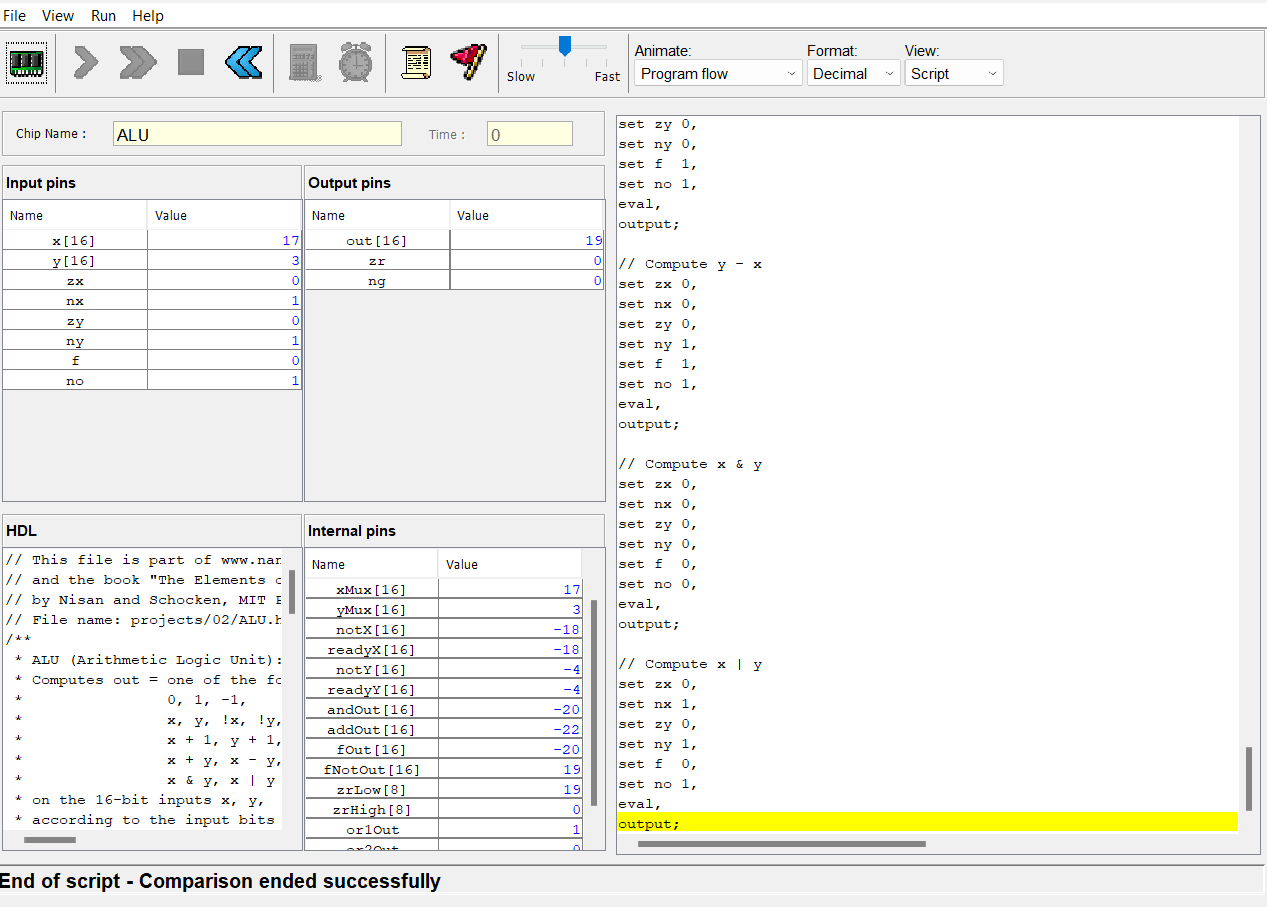 File View Run Help
Slow Fast
Animate: Format: View:
Program flow Decimal Script
Chip Name : ALU Time : 0
Input pins
Name Value
x[16] 17
y[16] 3
zx 0
nx 1
zy 0
ny 1
f 0
no 1
Output pins
Name Value
out[16] 19
zr 0
ng 0
HDL
// This file is part of www.nan
// and the book "The Elements o
// by Nisan and Schocken, MIT P
// File name: projects/02/ALU.h
/**
* ALU (Arithmetic Logic Unit):
* Computes out = one of the fo
* 0, 1, -1,
* x, y, !x, !y,
* x + 1, y + 1,
* x + y, x - y,
* x & y, x | y
* on the 16-bit inputs x, y,
* according to the input bits
Internal pins
Name Value
xMux[16] 17
yMux[16] 3
notX[16] -18
readyX[16] -18
notY[16] -4
readyY[16] -4
andOut[16] -20
addOut[16] -22
fOut[16] -20
fNotOut[16] 19
zrLow[8] 19
zrHigh[8] 0
or1Out 1
or2Out 0
set zy 0,
set ny 0,
set f 1,
set no 1,
eval,
output;
// Compute y - x
set zx 0,
set nx 0,
set zy 0,
set ny 1,
set f 1,
set no 1,
eval,
output;
// Compute x & y
set zx 0,
set nx 0,
set zy 0,
set ny 0,
set f 0,
set no 0,
eval,
output;
// Compute x | y
set zx 0,
set nx 1,
set zy 0,
set ny 1,
set f 0,
set no 1,
eval,
output;
End of script - Comparison ended successfully